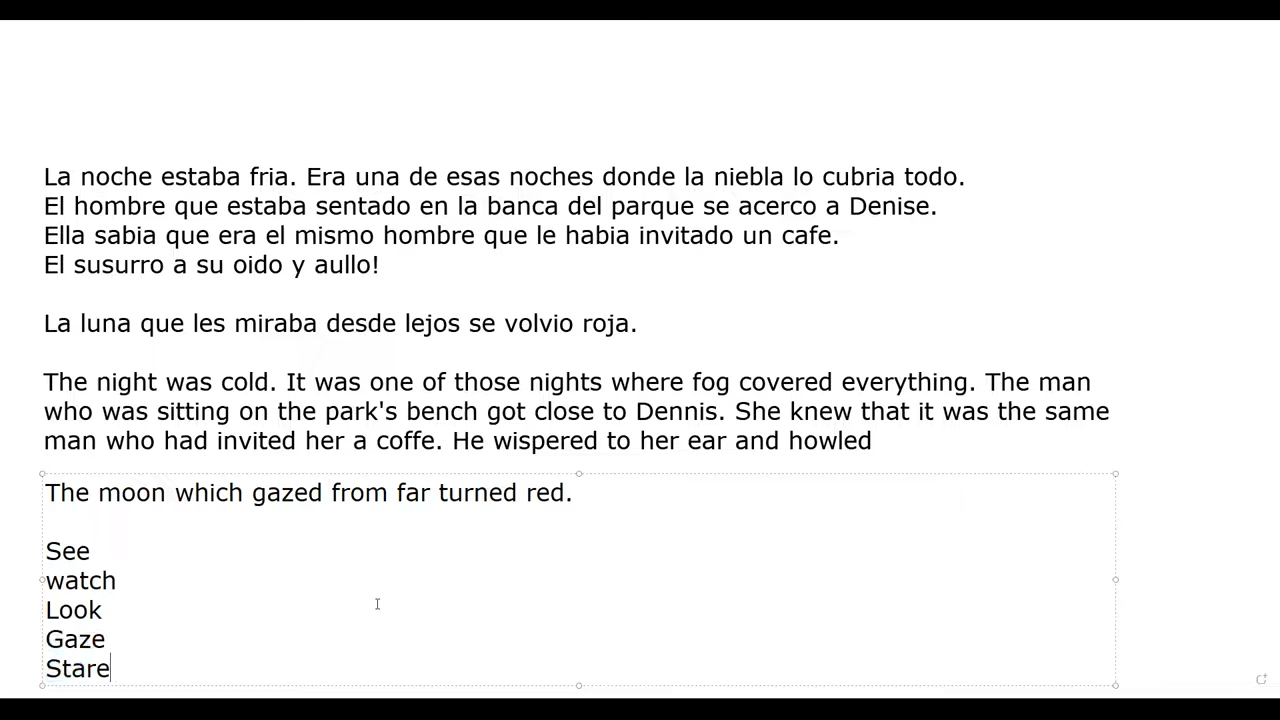 La noche estaba fria. Era una de esas noches donde la niebla lo cubria todo.
El hombre que estaba sentado en la banca del parque se acerco a Denise.
Ella sabia que era el mismo hombre que le habia invitado un cafe.
El susurro a su oido y aullo!
La luna que les miraba desde lejos se volvio roja.
The night was cold. It was one of those nights where fog covered everything. The man
who was sitting on the park's bench got close to Dennis. She knew that it was the same
man who had invited her a coffe. He wispered to her ear and howled
The moon which gazed from far turned red.
See
watch
Look
Gaze
Stare